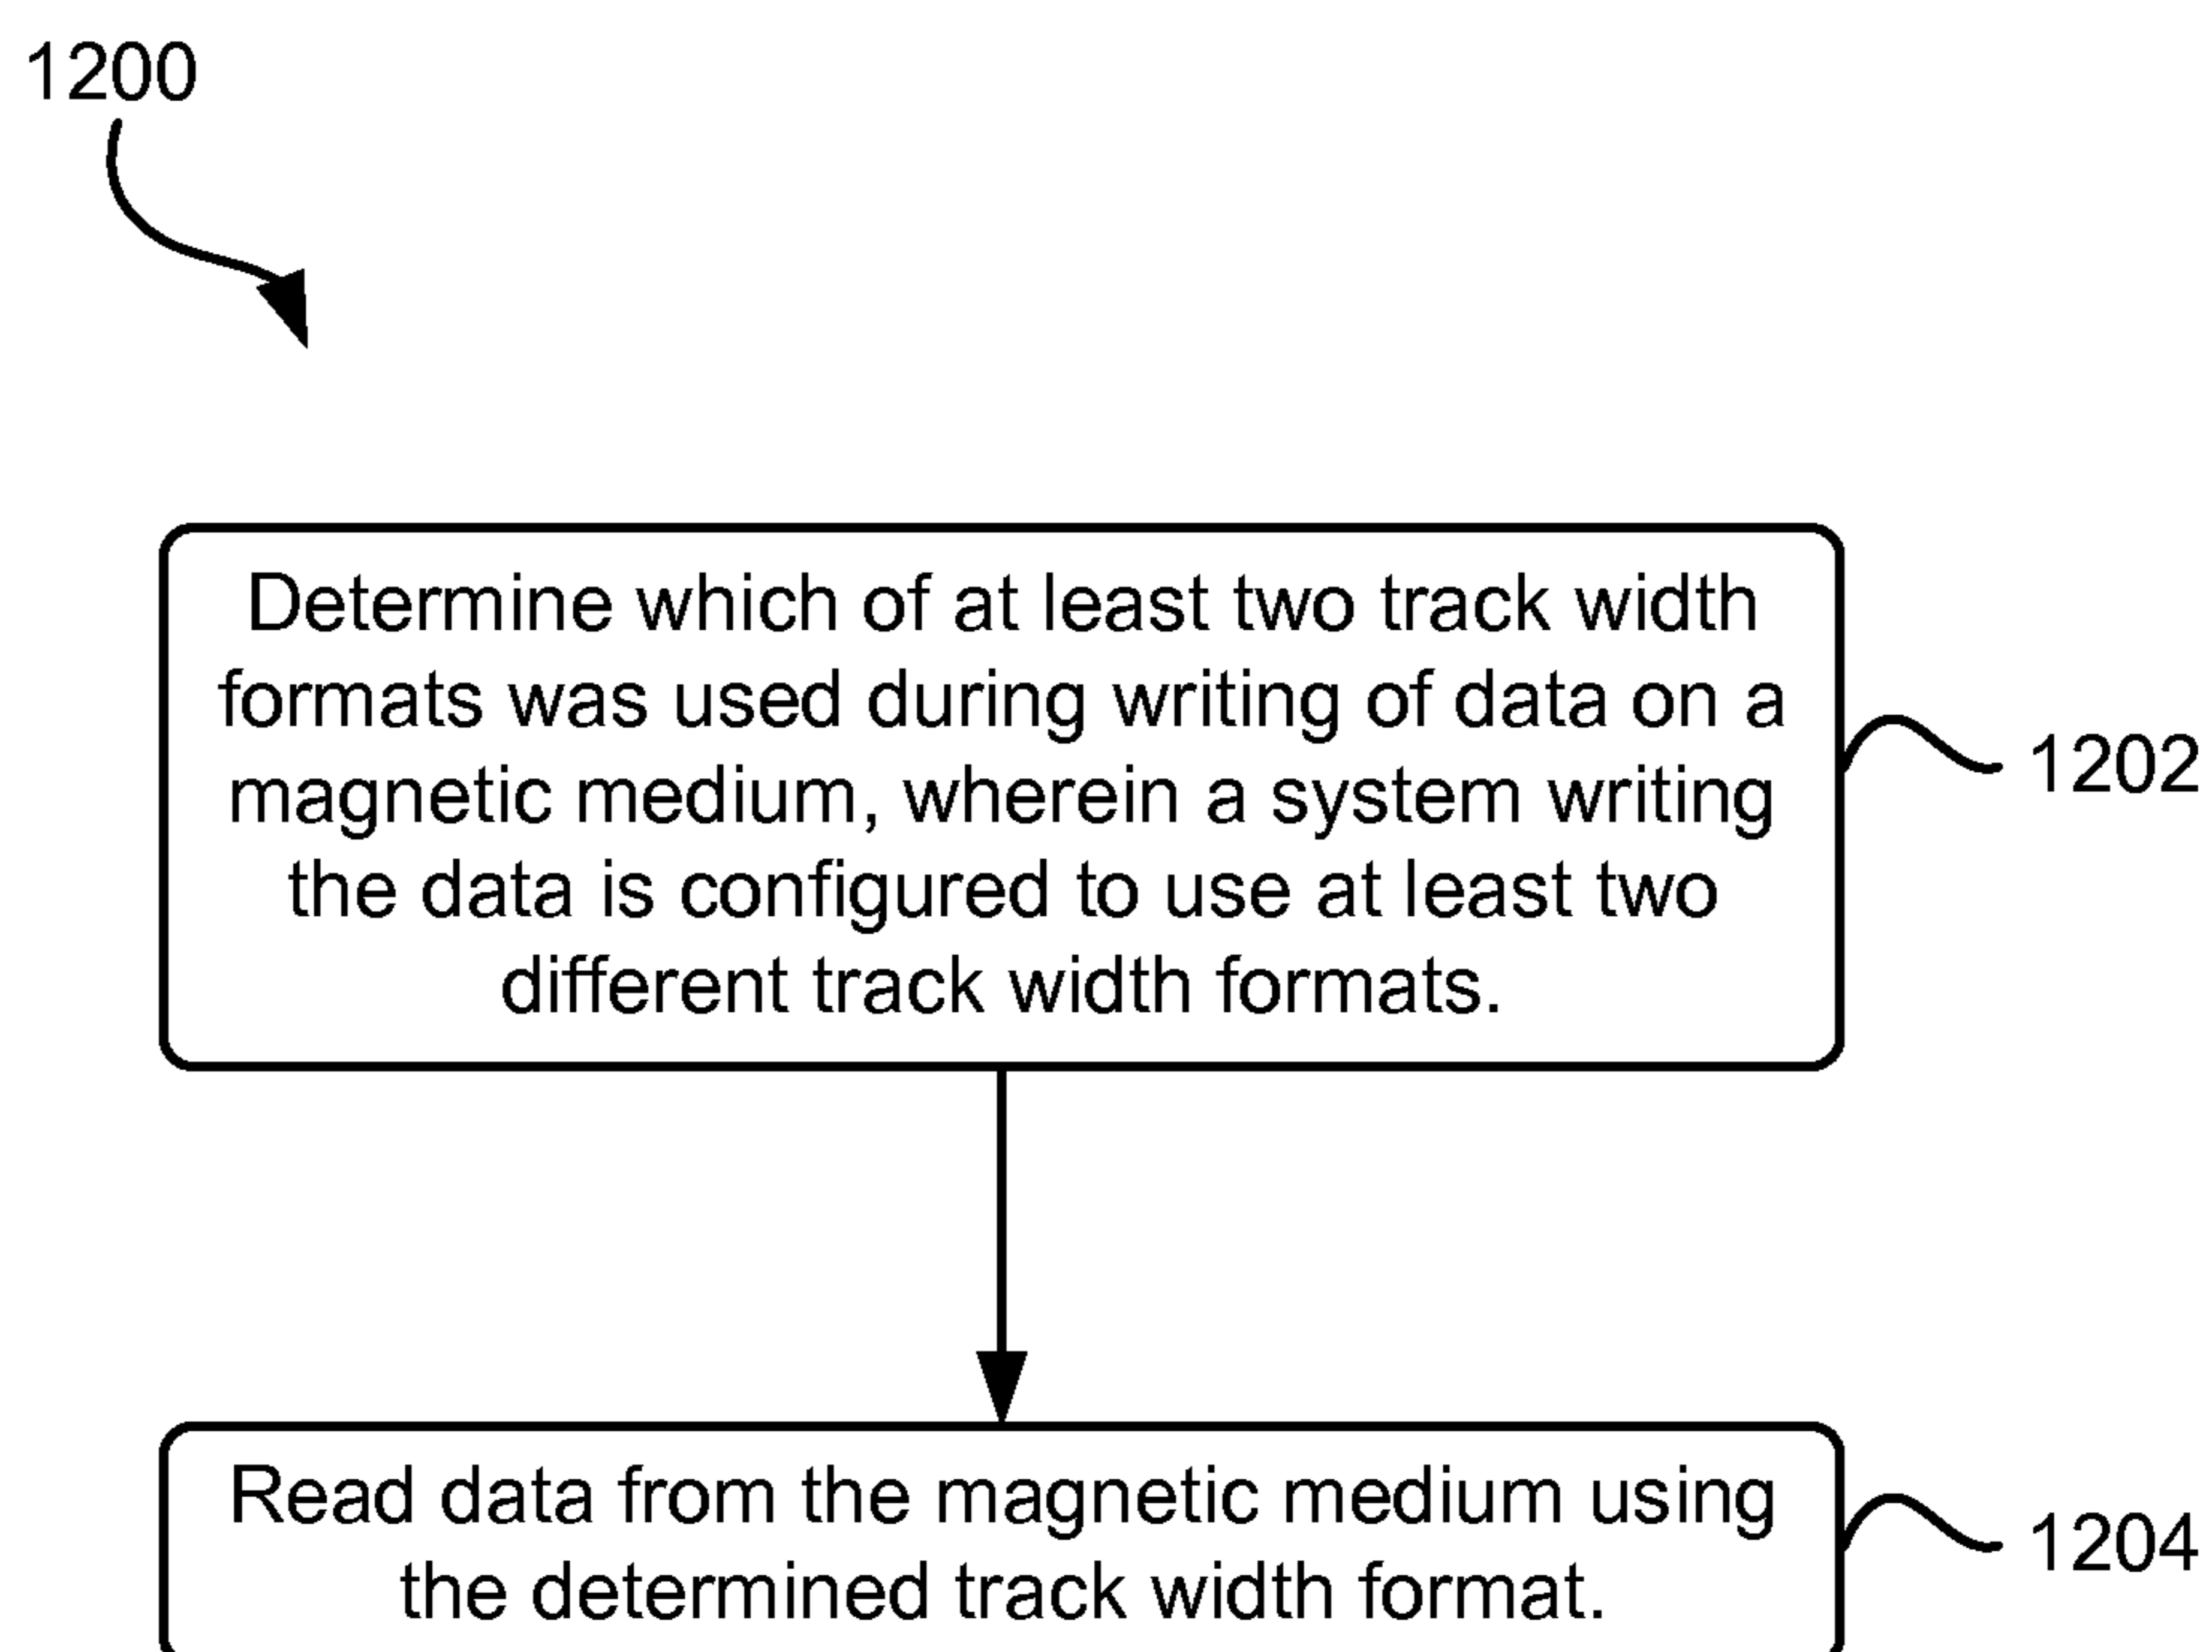 1200
Determine which of at least two track width
formats was used during writing of data on a
magnetic medium, wherein a system writing
the data is configured to use at least two
different track width formats.
1202
Read data from the magnetic medium using
the determined track width format.
1204